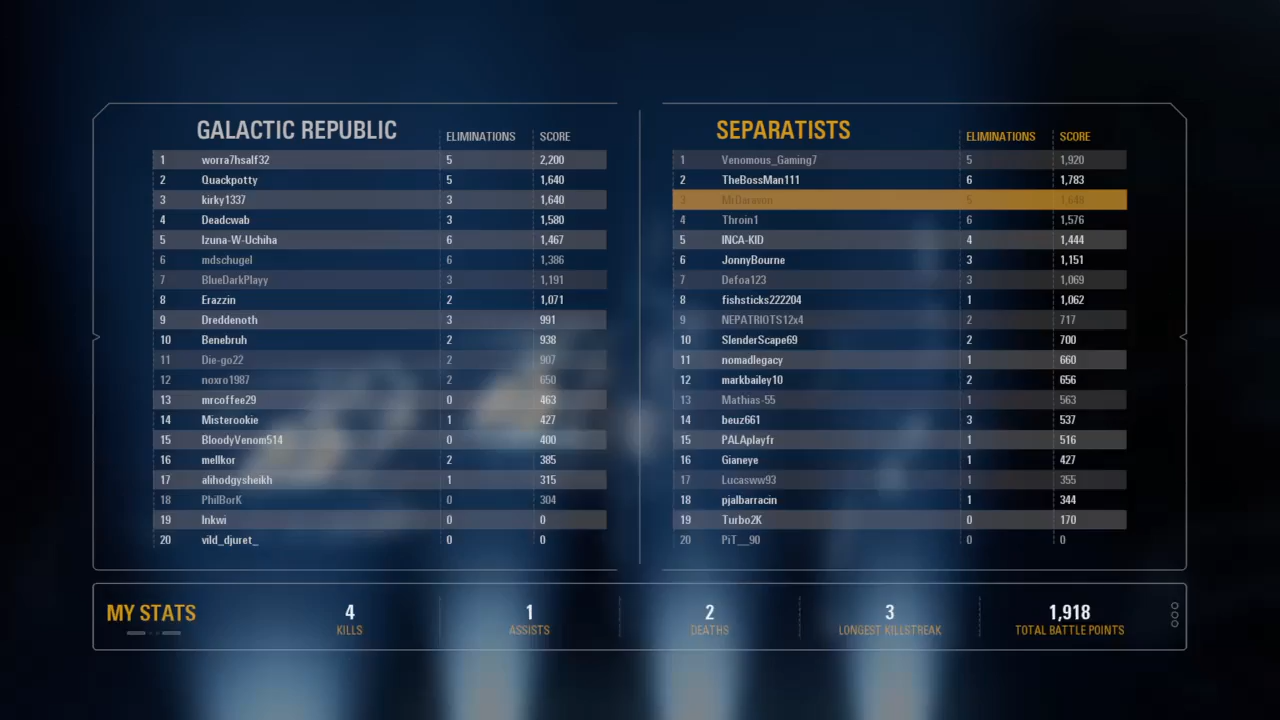 GALACTIC REPUBLIC ELIMINATIONS SCORE
1 worra7hsalf32 5 2,200
2 Quackpotty 5 1,640
3 kirky1337 3 1,640
4 Deadcwab 3 1,580
5 Izuna-W-Uchiha 6 1,467
6 mdschugel 6 1,386
7 BlueDarkPlayy 3 1,191
8 Erazzin 2 1,071
9 Dreddenoth 3 991
10 Benebruh 2 938
11 Die-go22 2 907
12 noxro1987 2 650
13 mrcoffee29 0 463
14 Misterookie 1 427
15 BloodyVenom514 0 400
16 mellkor 2 385
17 alihodgysheikh 1 315
18 PhilBorK 0 304
19 Inkwi 0 0
20 vild_djuret_ 0 0
SEPARATISTS ELIMINATIONS SCORE
1 Venomous_Gaming7 5 1,920
2 TheBossMan111 6 1,783
3 MrDaravon 5 1,648
4 Throin1 6 1,576
5 INCA-KID 4 1,444
6 JonnyBourne 3 1,151
7 Defoa123 3 1,069
8 fishsticks222204 1 1,062
9 NEPATRIOTS12x4 2 717
10 SlenderScape69 2 700
11 nomadlegacy 1 660
12 markbailey10 2 656
13 Mathias-55 1 563
14 beuz661 3 537
15 PALAplayfr 1 516
16 Gianeye 1 427
17 Lucasww93 1 355
18 pjalbarracin 1 344
19 Turbo2K 0 170
20 PiT__90 0 0
MY STATS
4 1 2 3 1,918
KILLS ASSISTS DEATHS LONGEST KILLSTREAK TOTAL BATTLE POINTS